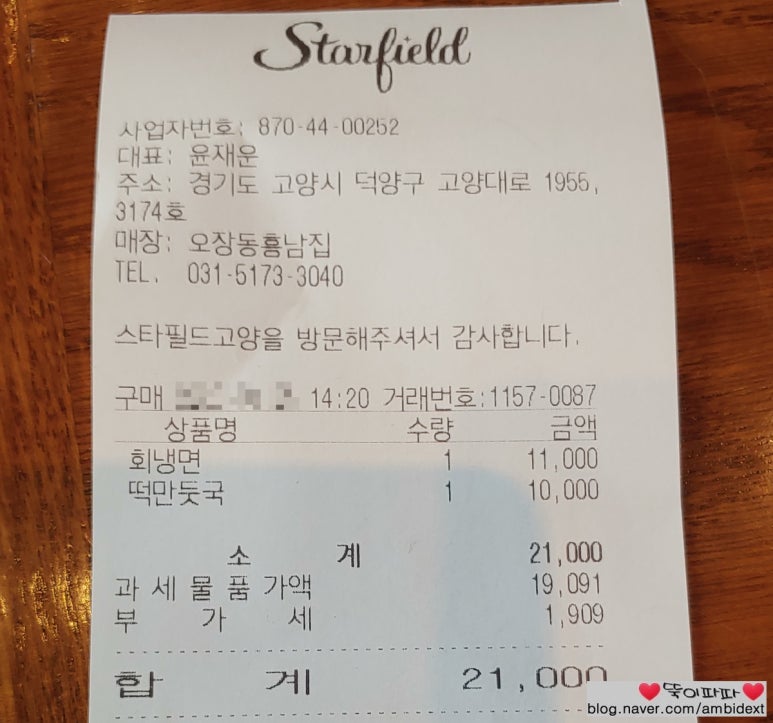 Starfield
사업자번호: 870-44-00252
대표: 윤재운
주소: 경기도 고양시 덕양구 고양대로 1955,
3174호
매장: 오장동흥남집
TEL. 031-5173-3040
스타필드고양을 방문해주셔서 감사합니다.
구매 14:20 거래번호:1157-0087
상품명 수량 금액
회냉면 1 11,000
떡만둣국 1 10,000
소 계 21,000
과 세 물 품 가액 19,091
부 가 세 1,909
합 계 21,000
❤뚱이파파❤
blog.naver.com/ambidext